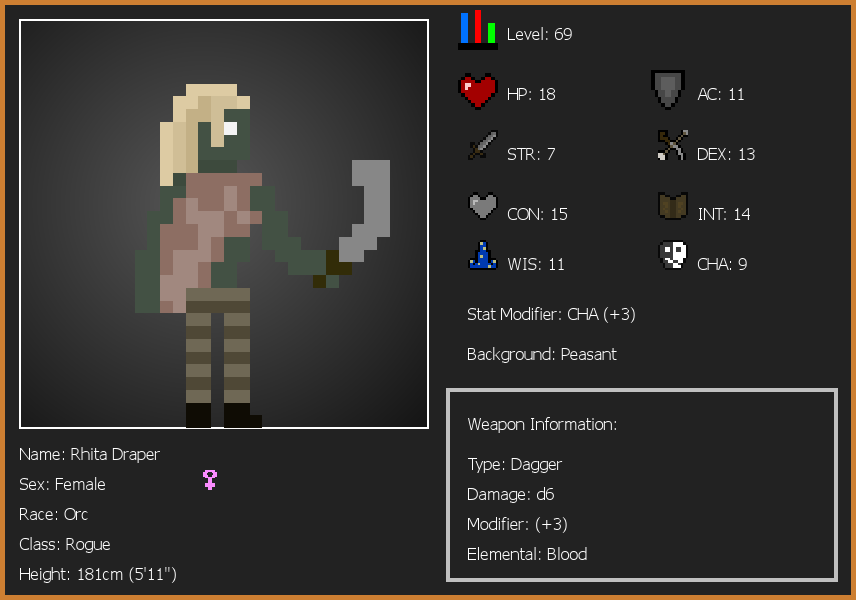 Level: 69
HP: 18
AC: 11
STR: 7
DEX: 13
CON: 15
INT: 14
WIS: 11
CHA: 9
Stat Modifier: CHA (+3)
Background: Peasant
Weapon Information:
Type: Dagger
Damage: d6
Modifier: (+3)
Elemental: Blood
Name: Rhita Draper
Sex: Female
Race: Orc
Class: Rogue
Height: 181cm (5'11")